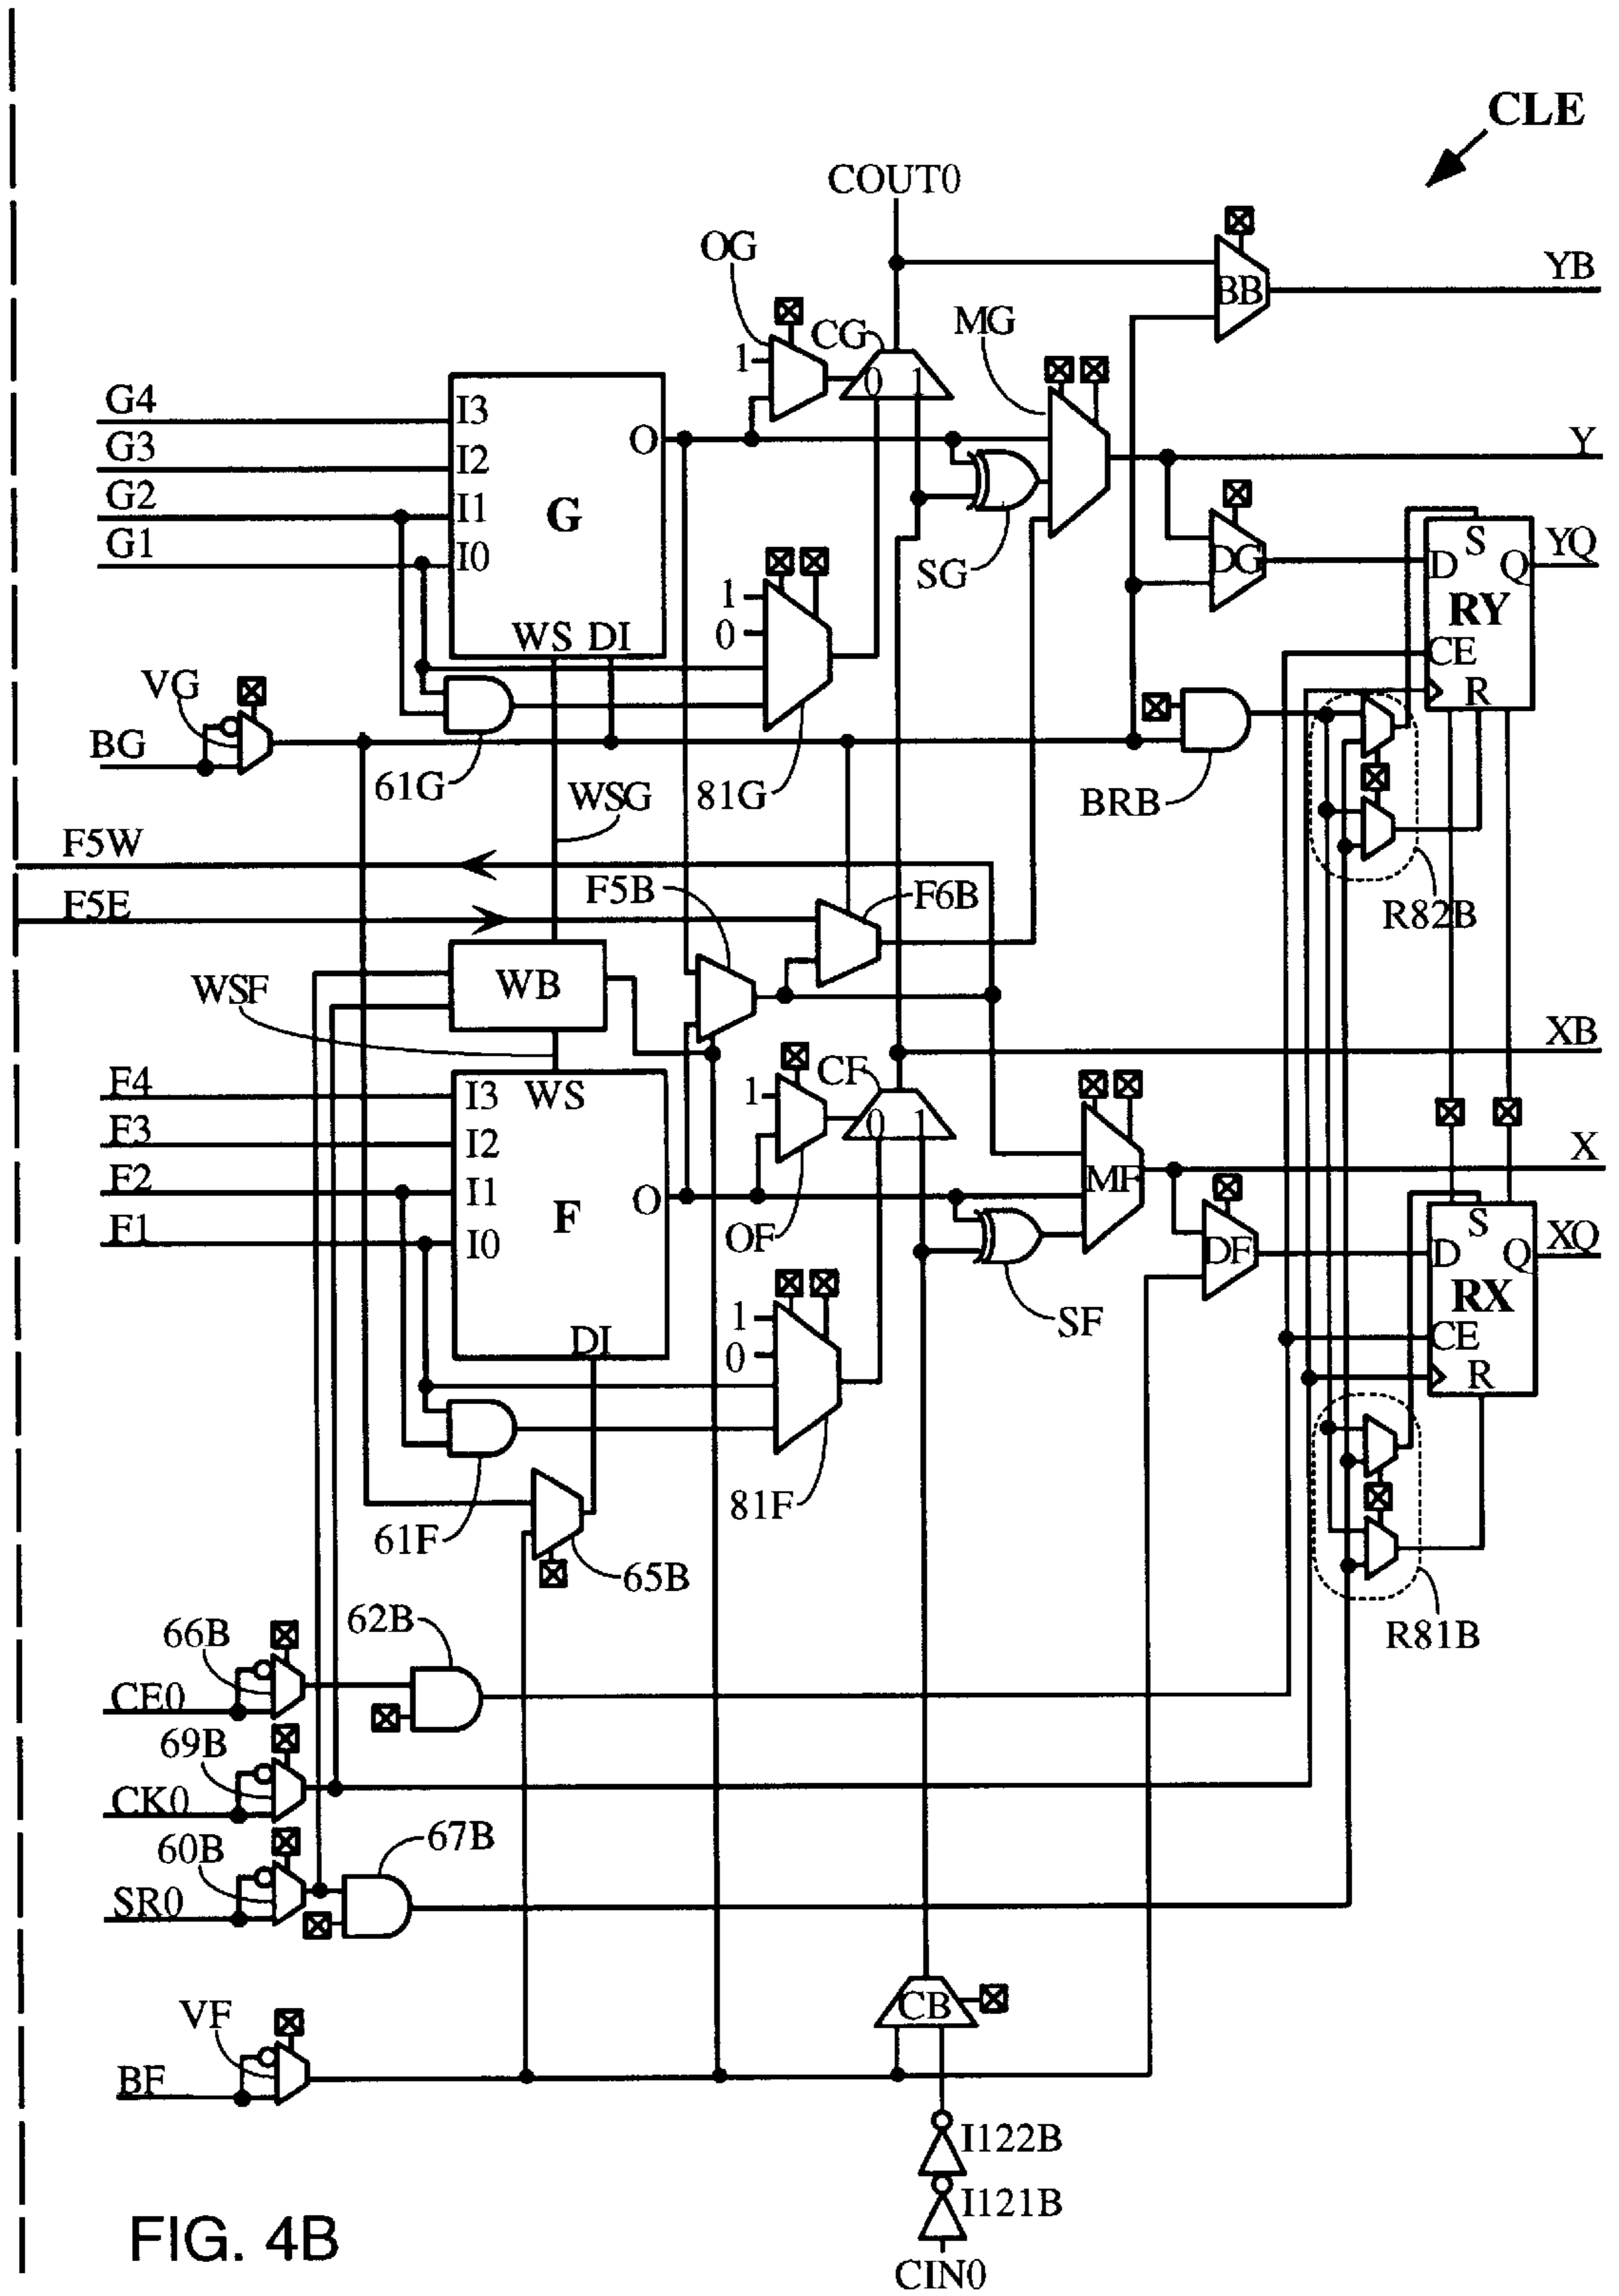 CLE
COUT0
OG
YB
BB
CG
MG
1
0 1
G4
I3
G3
O
Y
I2
G2
I1
G
G1
I0
SG
DG
S
YQ
D Q
RY
1
0
WS DI
CE
R
VG
BG
61G
WSG
81G
BRB
F5W
F5B
F6B
F5E
R82B
WSF
WB
XB
CF
F4
I3 WS
1
0 1
F3
I2
X
F2
I1
F
O
MF
F1
I0
OF
S
DF
D Q
XQ
RX
SF
1
0
DI
CE
R
61F
81F
65B
R81B
66B
62B
CE0
69B
CK0
60B
67B
SR0
VF
CB
BF
I122B
I121B
CIN0
FIG. 4B